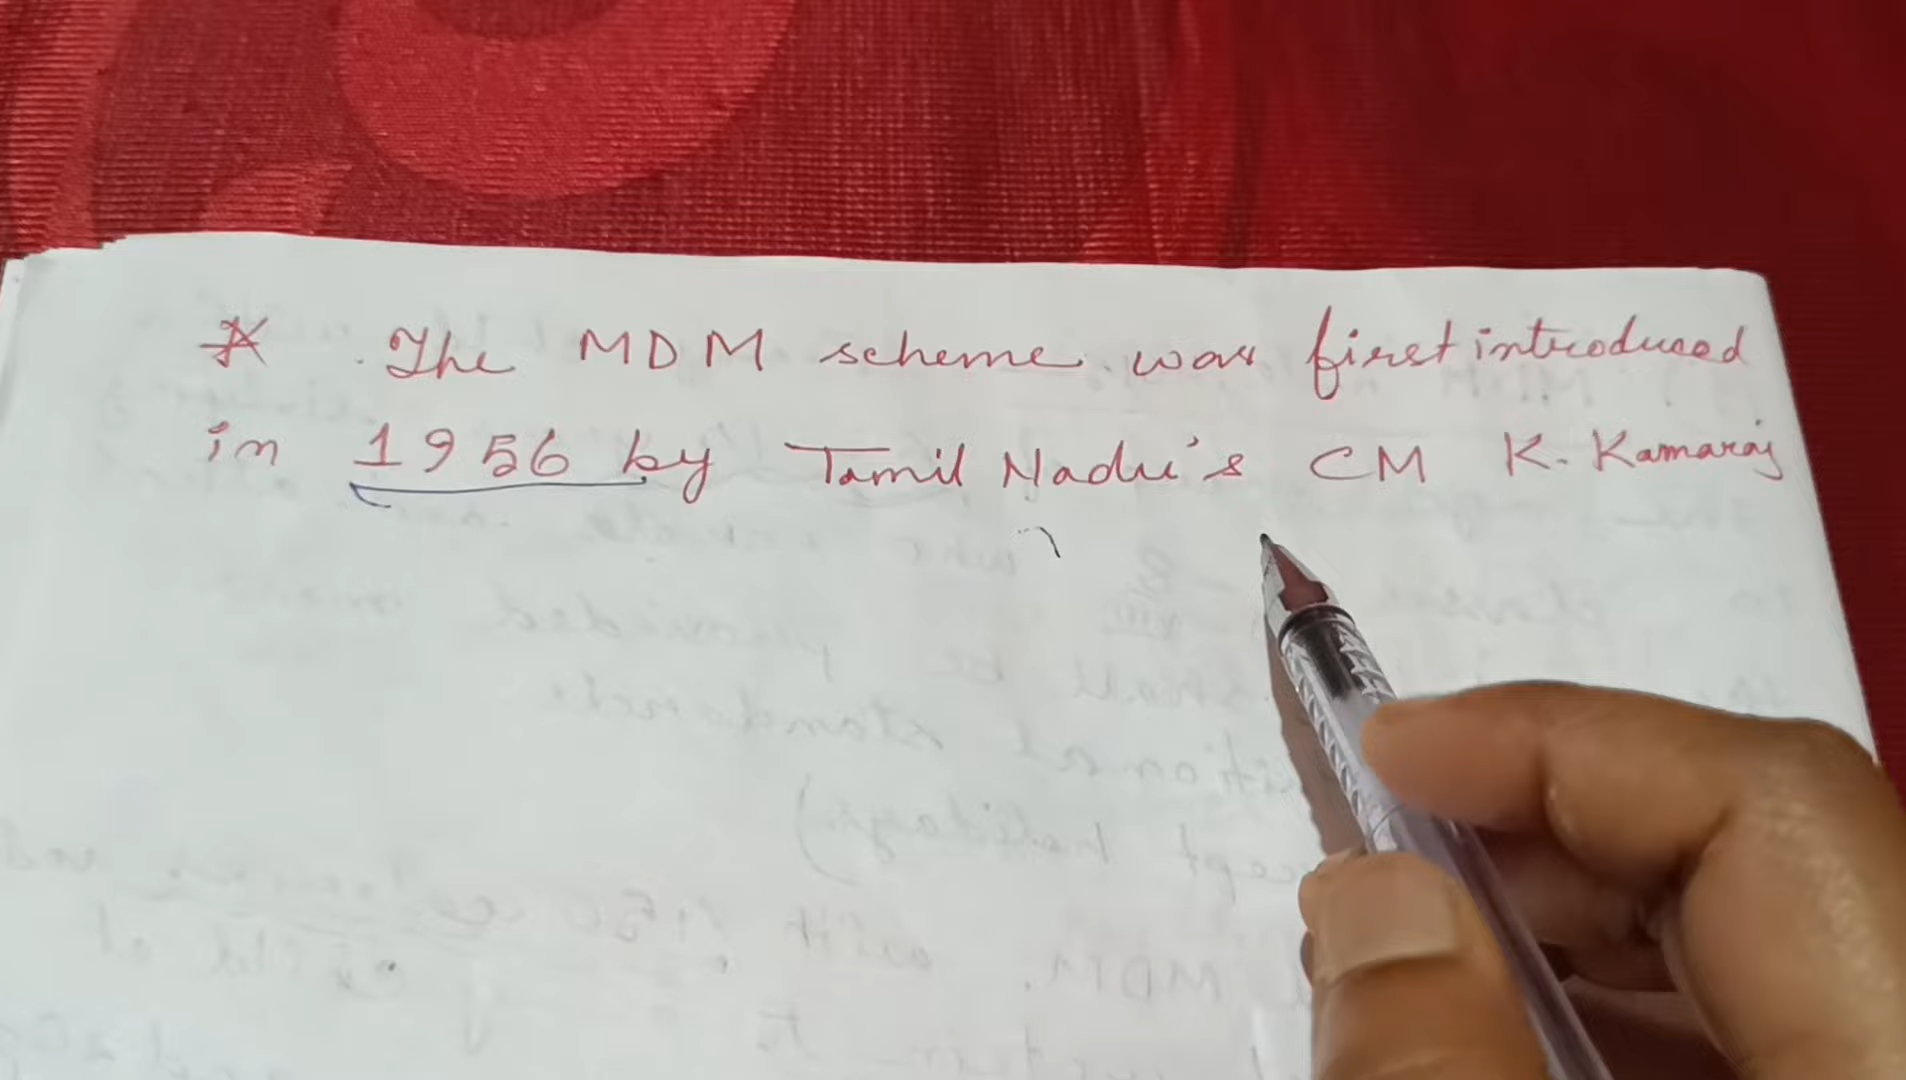 * The MDM scheme was first introduced
in 1956 by Tamil Nadu's CM K. Kamaraj